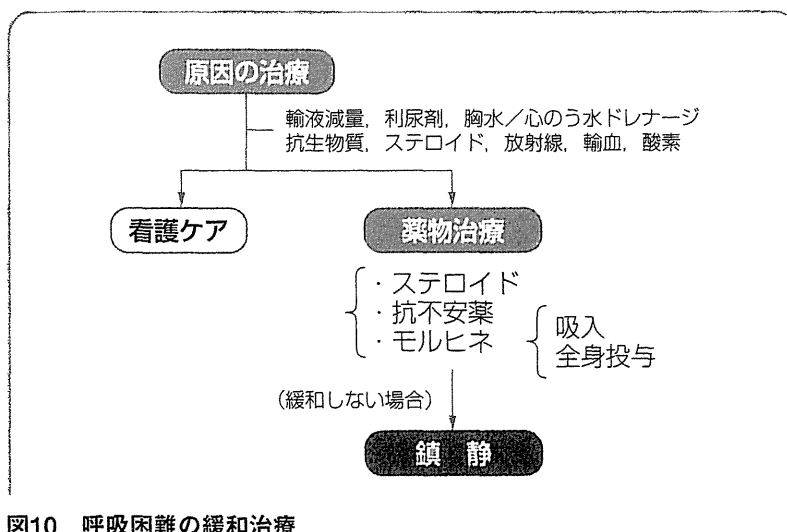 原因の治療
輸液減量，利尿剤，胸水／心のう水ドレナージ
抗生物質，ステロイド，放射線，輸血，酸素
看護ケア
薬物治療
・ステロイド
・抗不安薬
・モルヒネ
吸入
全身投与
（緩和しない場合）
鎮 静
図10 呼吸困難の緩和治療